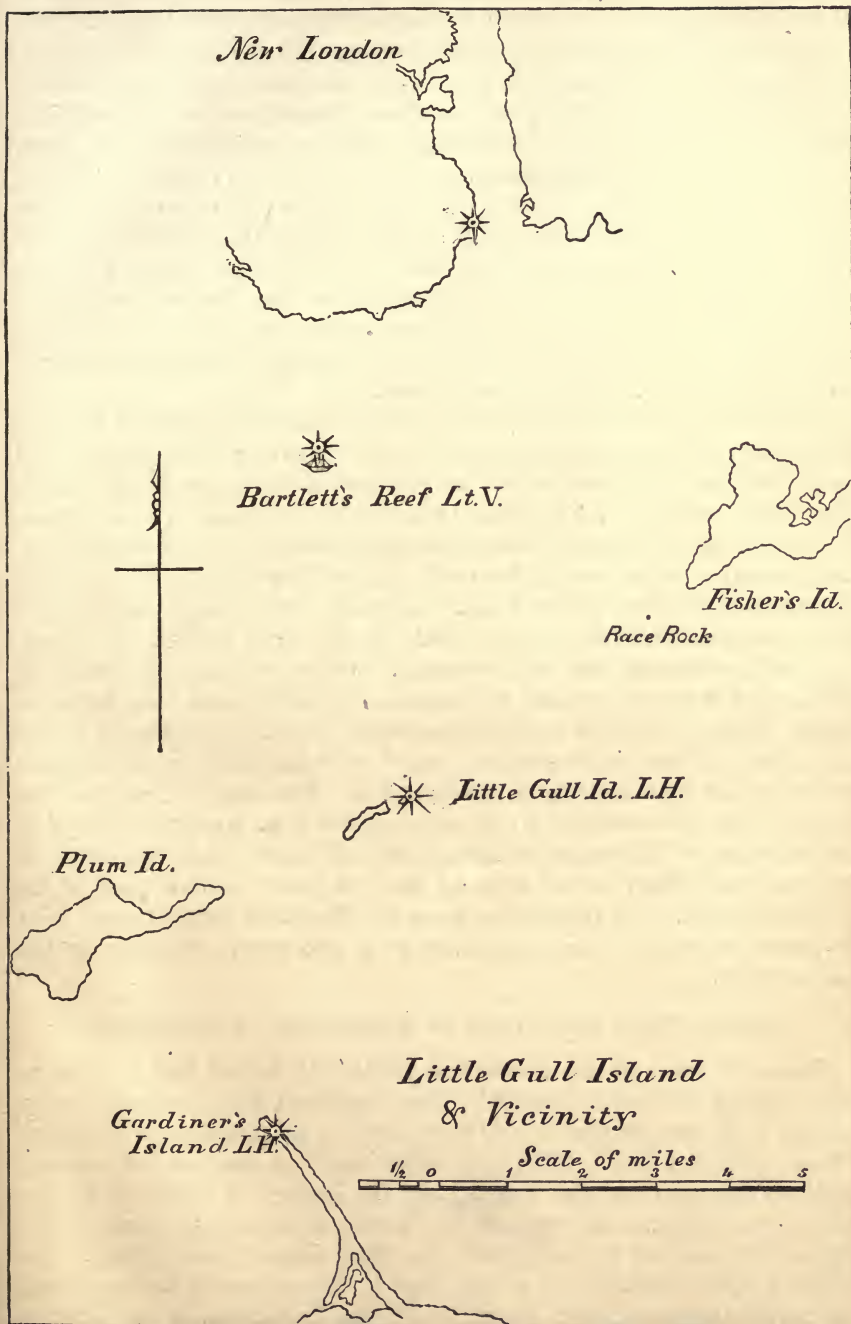 New London
Bartlett's Reef Lt.V.
Fisher's Id.
Race Rock
Little Gull Id. L.H.
Plum Id.
Little Gull Island
& Vicinity
Gardiner's
Island L.H.
Scale of miles
1/2 0 1 2 3 4 5